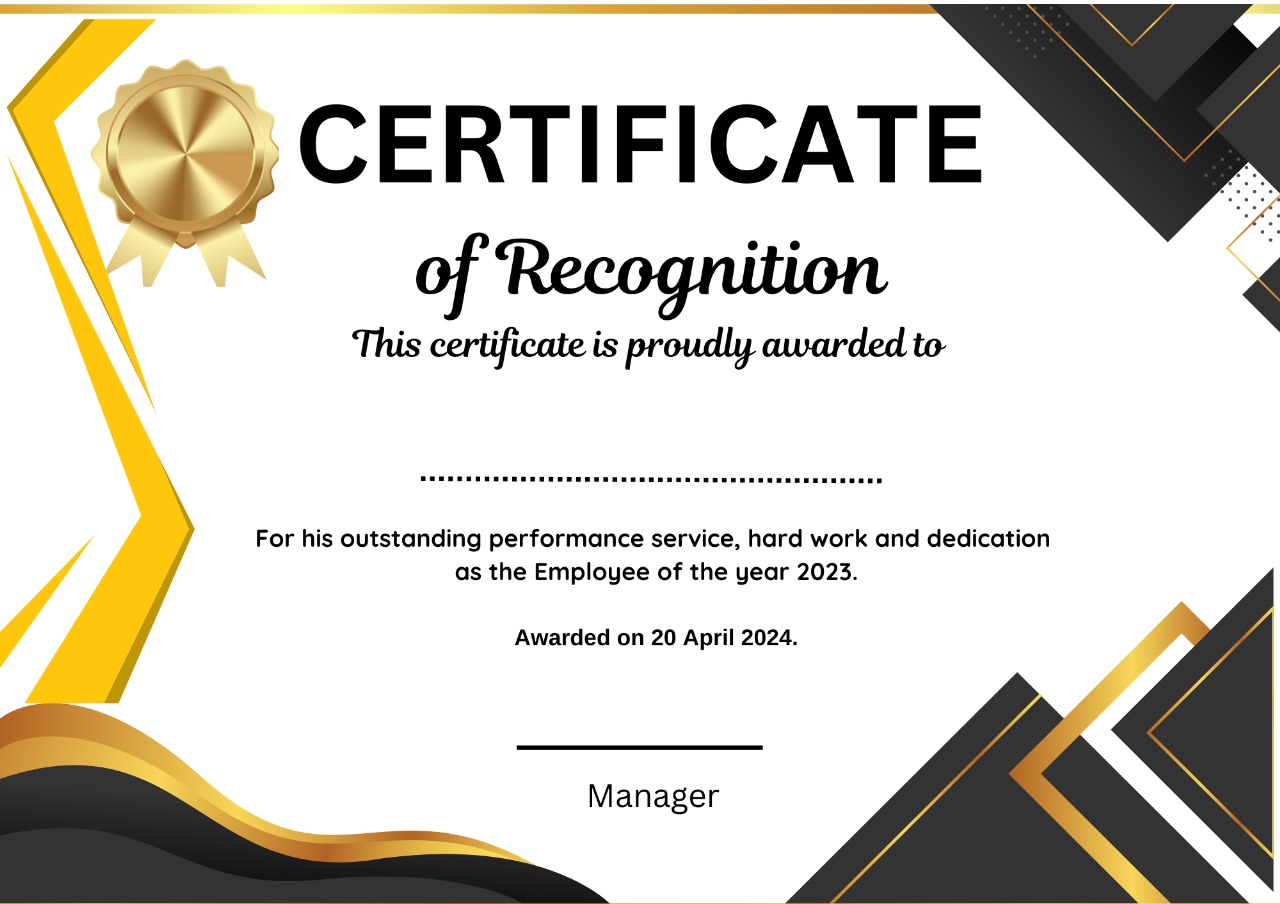 CERTIFICATE
of Recognition
This certificate is proudly awarded to
..................................................
For his outstanding performance service, hard work and dedication
as the Employee of the year 2023.
Awarded on 20 April 2024.
Manager